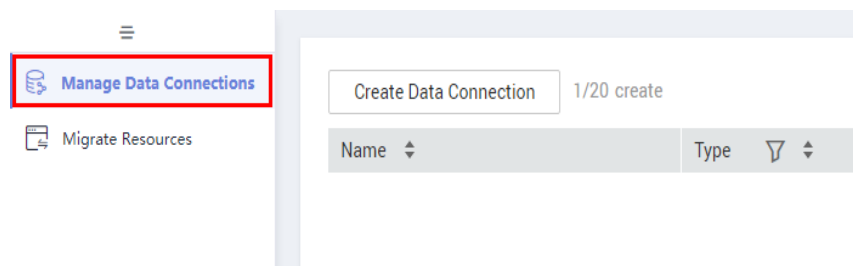 Manage Data Connections
Migrate Resources
Create Data Connection 1/20 create
Name Type